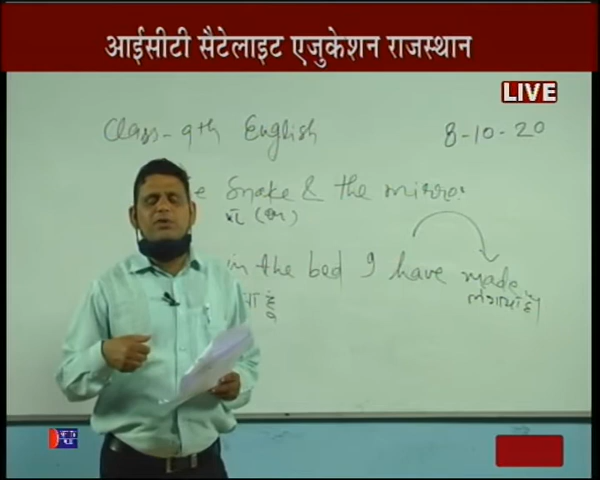 आईसीटी सैटेलाइट एजुकेशन राजस्थान
LIVE
Class - 9th English
8-10-20
Snake & the mirror
in the bed I have made